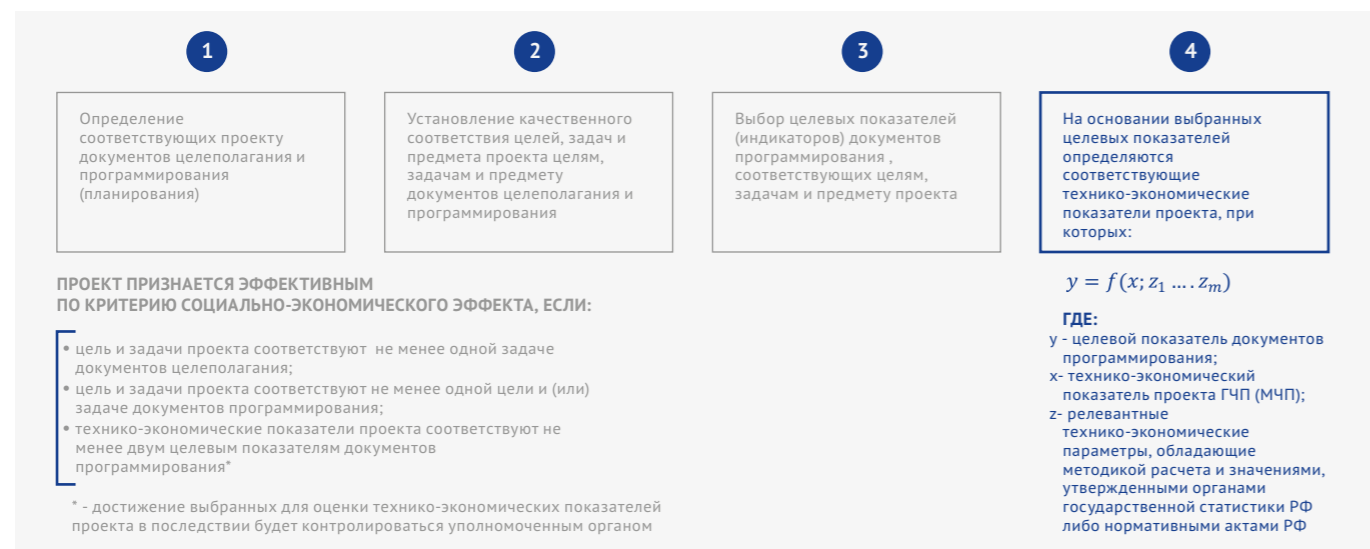 1
2
3
4
Определение
соответствующих проекту
документов целеполагания и
программирования
(планирования)
Установление качественного
соответствия целей, задач и
предмета проекта целям,
задачам и предмету
документов целеполагания и
программирования
Выбор целевых показателей
(индикаторов) документов
программирования ,
соответствующих целям,
задачам и предмету проекта
На основании выбранных
целевых показателей
определяются
соответствующие
технико-экономические
показатели проекта, при
которых:
ПРОЕКТ ПРИЗНАЕТСЯ ЭФФЕКТИВНЫМ
ПО КРИТЕРИЮ СОЦИАЛЬНО-ЭКОНОМИЧЕСКОГО ЭФФЕКТА, ЕСЛИ:
• цель и задачи проекта соответствуют не менее одной задаче
документов целеполагания;
• цель и задачи проекта соответствуют не менее одной цели и (или)
задаче документов программирования;
• технико-экономические показатели проекта соответствуют не
менее двум целевым показателям документов
программирования*
* - достижение выбранных для оценки технико-экономических показателей
проекта в последствии будет контролироваться уполномоченным органом
y = f(x; z₁ .... zₘ)
ГДЕ:
y - целевой показатель документов
программирования;
x- технико-экономический
показатель проекта ГЧП (МЧП);
z- релевантные
технико-экономические
параметры, обладающие
методикой расчета и значениями,
утвержденными органами
государственной статистики РФ
либо нормативными актами РФ